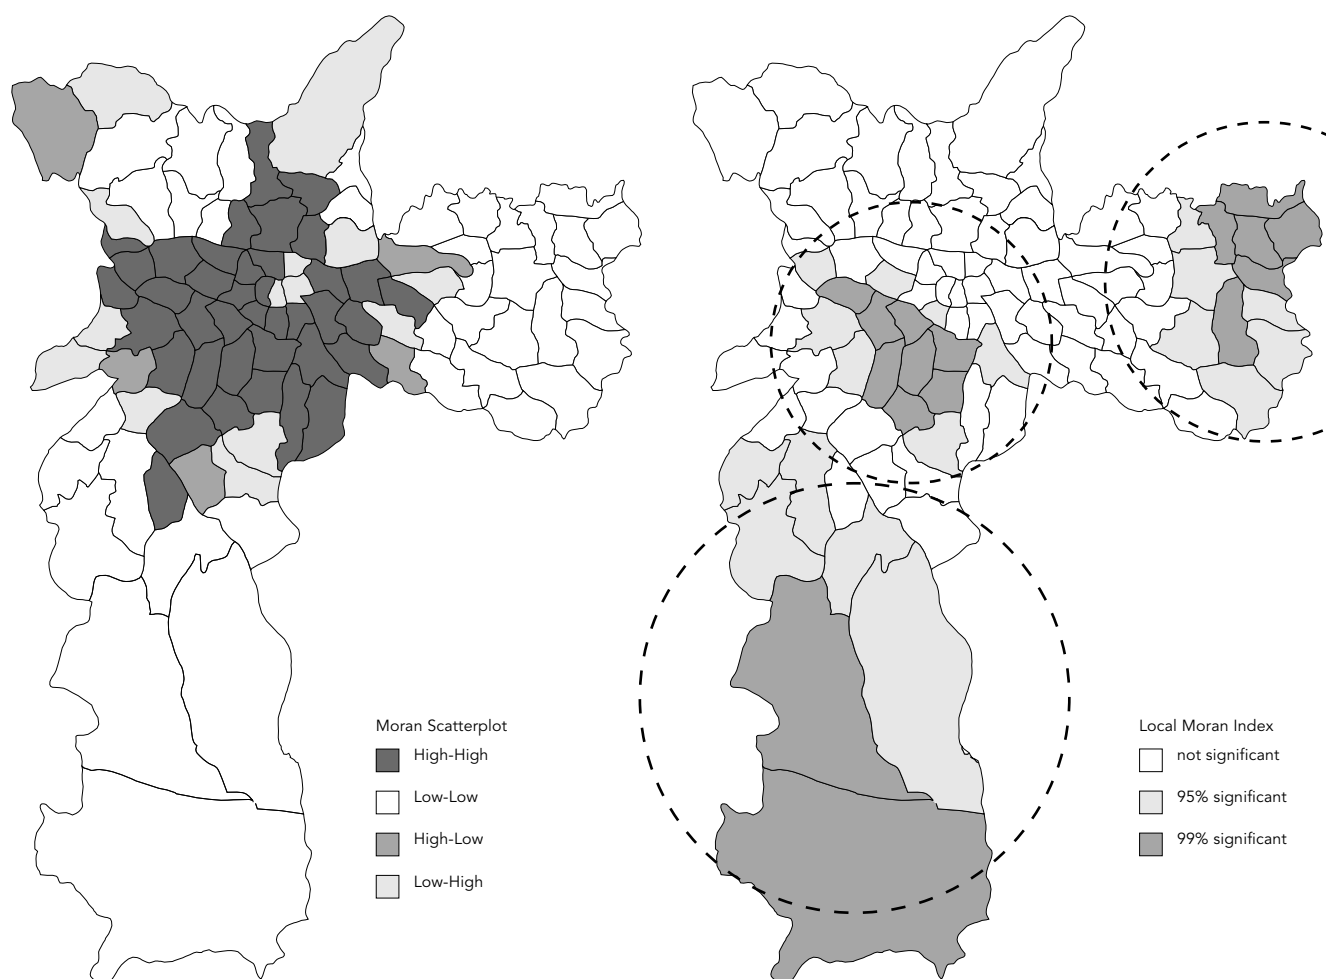 Moran Scatterplot
High-High
Low-Low
High-Low
Low-High
Local Moran Index
not significant
95% significant
99% significant